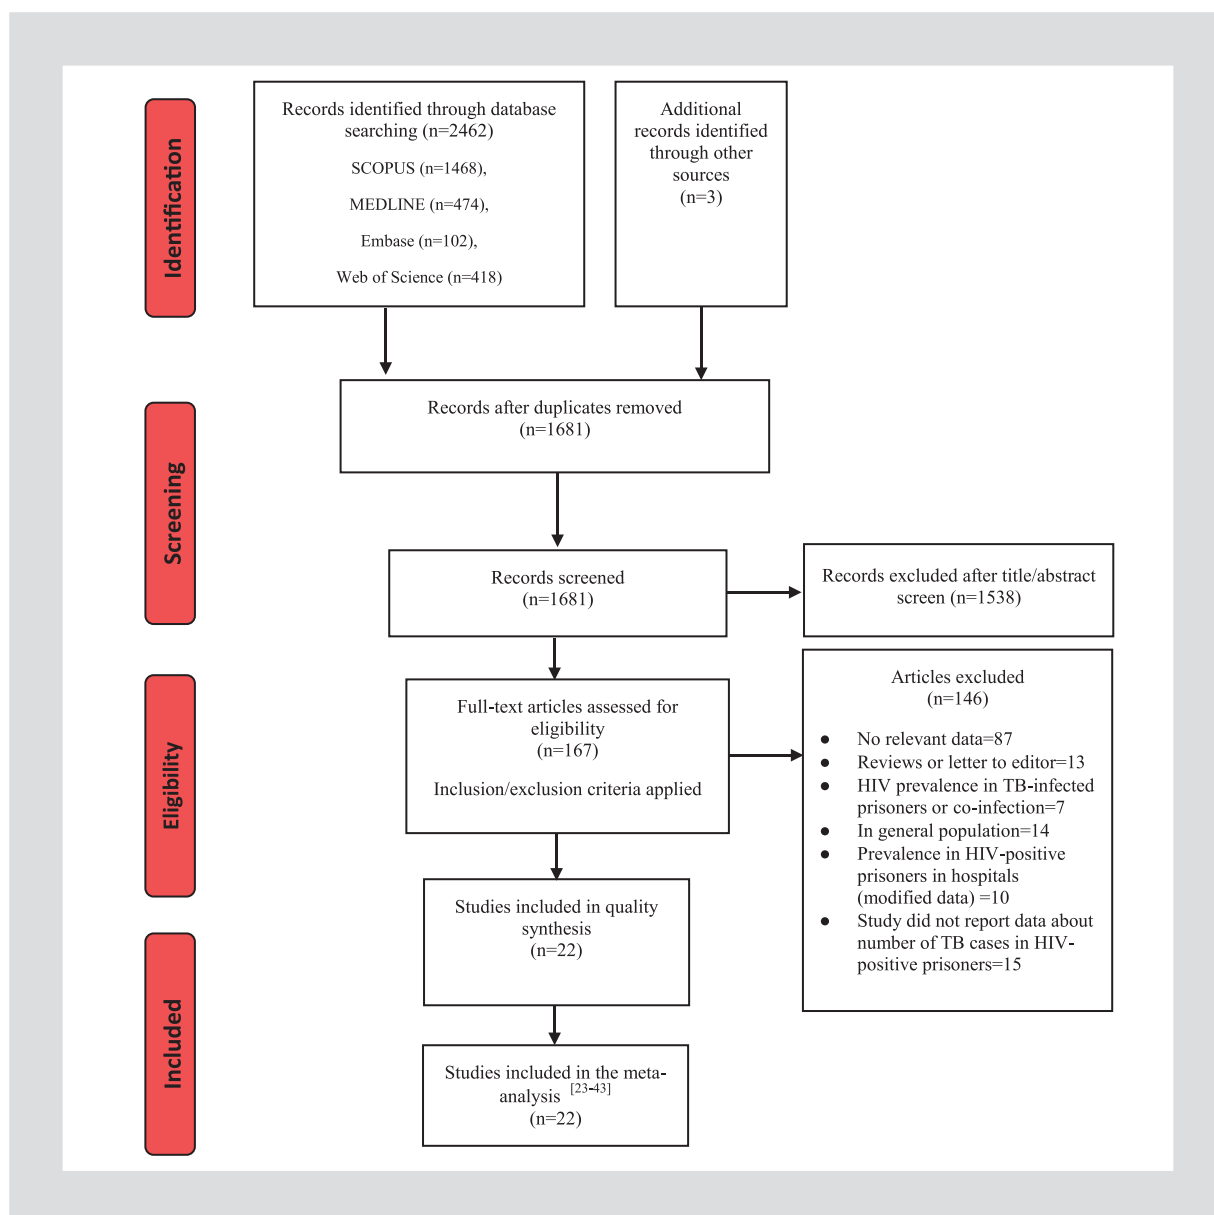 Identification
Records identified through database
searching (n=2462)
SCOPUS (n=1468),
MEDLINE (n=474),
Embase (n=102),
Web of Science (n=418)
Additional
records identified
through other
sources
(n=3)
Screening
Records after duplicates removed
(n=1681)
Records screened
(n=1681)
Records excluded after title/abstract
screen (n=1538)
Eligibility
Full-text articles assessed for
eligibility
(n=167)
Inclusion/exclusion criteria applied
Articles excluded
(n=146)
● No relevant data=87
● Reviews or letter to editor=13
● HIV prevalence in TB-infected
prisoners or co-infection=7
● In general population=14
● Prevalence in HIV-positive
prisoners in hospitals
(modified data) =10
● Study did not report data about
number of TB cases in HIV-
positive prisoners=15
Included
Studies included in quality
synthesis
(n=22)
Studies included in the meta-
analysis [23-43]
(n=22)